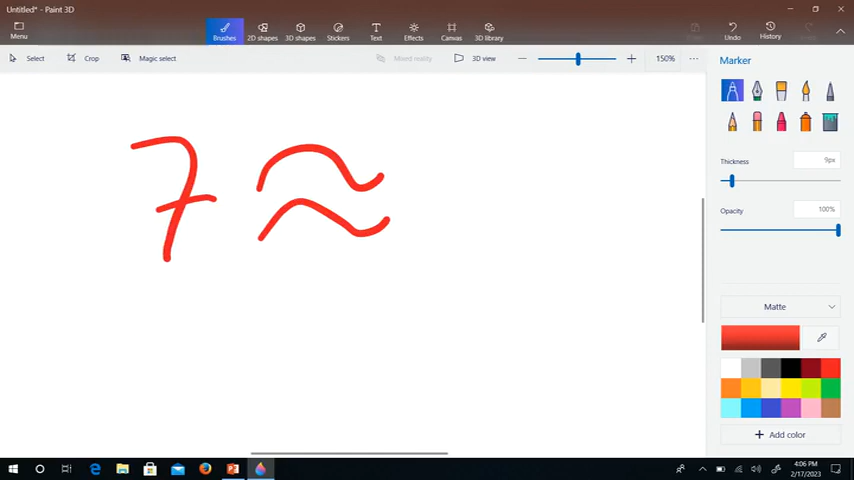 Untitled* - Paint 3D
Menu
Brushes
2D shapes
3D shapes
Stickers
Text
Effects
Canvas
3D library
Undo
History
Select
Crop
Magic select
Mixed reality
3D view
150%
Marker
Thickness
9px
Opacity
100%
Matte
Add color
7 ≈
4:06 PM
2/17/2023